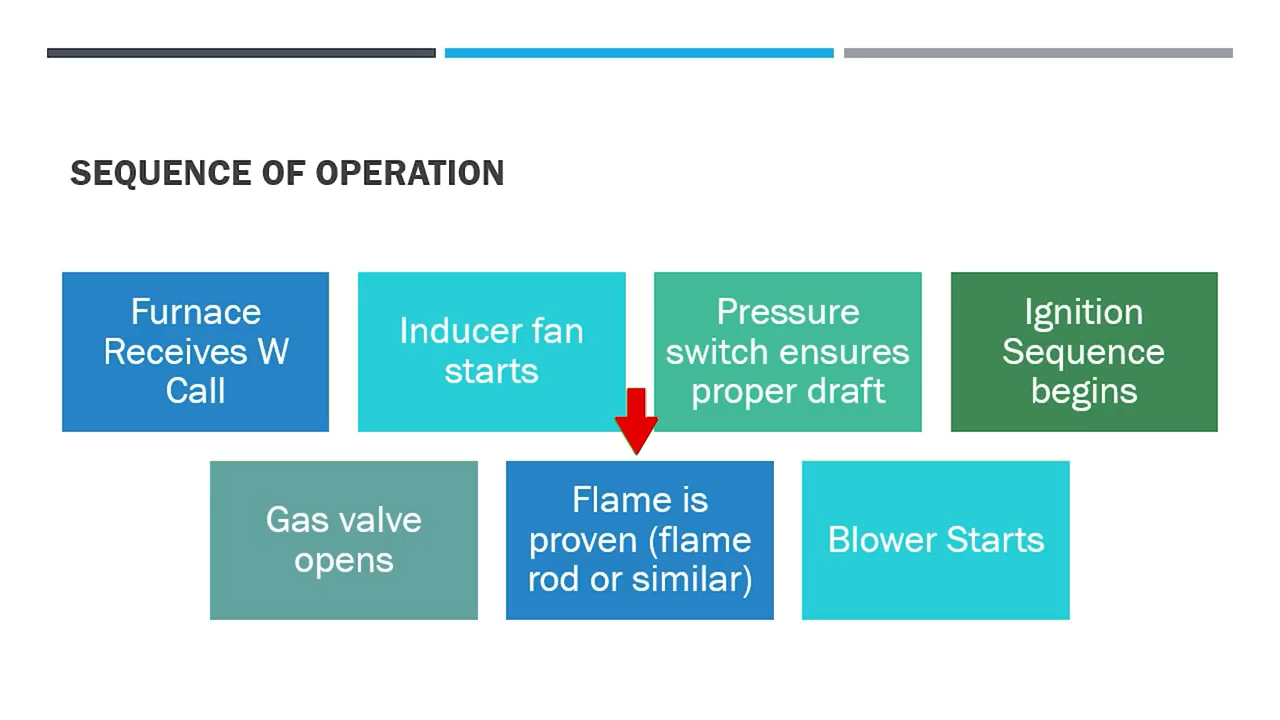 SEQUENCE OF OPERATION
Furnace
Receives W
Call
Inducer fan
starts
Pressure
switch ensures
proper draft
Ignition
Sequence
begins
Gas valve
opens
Flame is
proven (flame
rod or similar)
Blower Starts